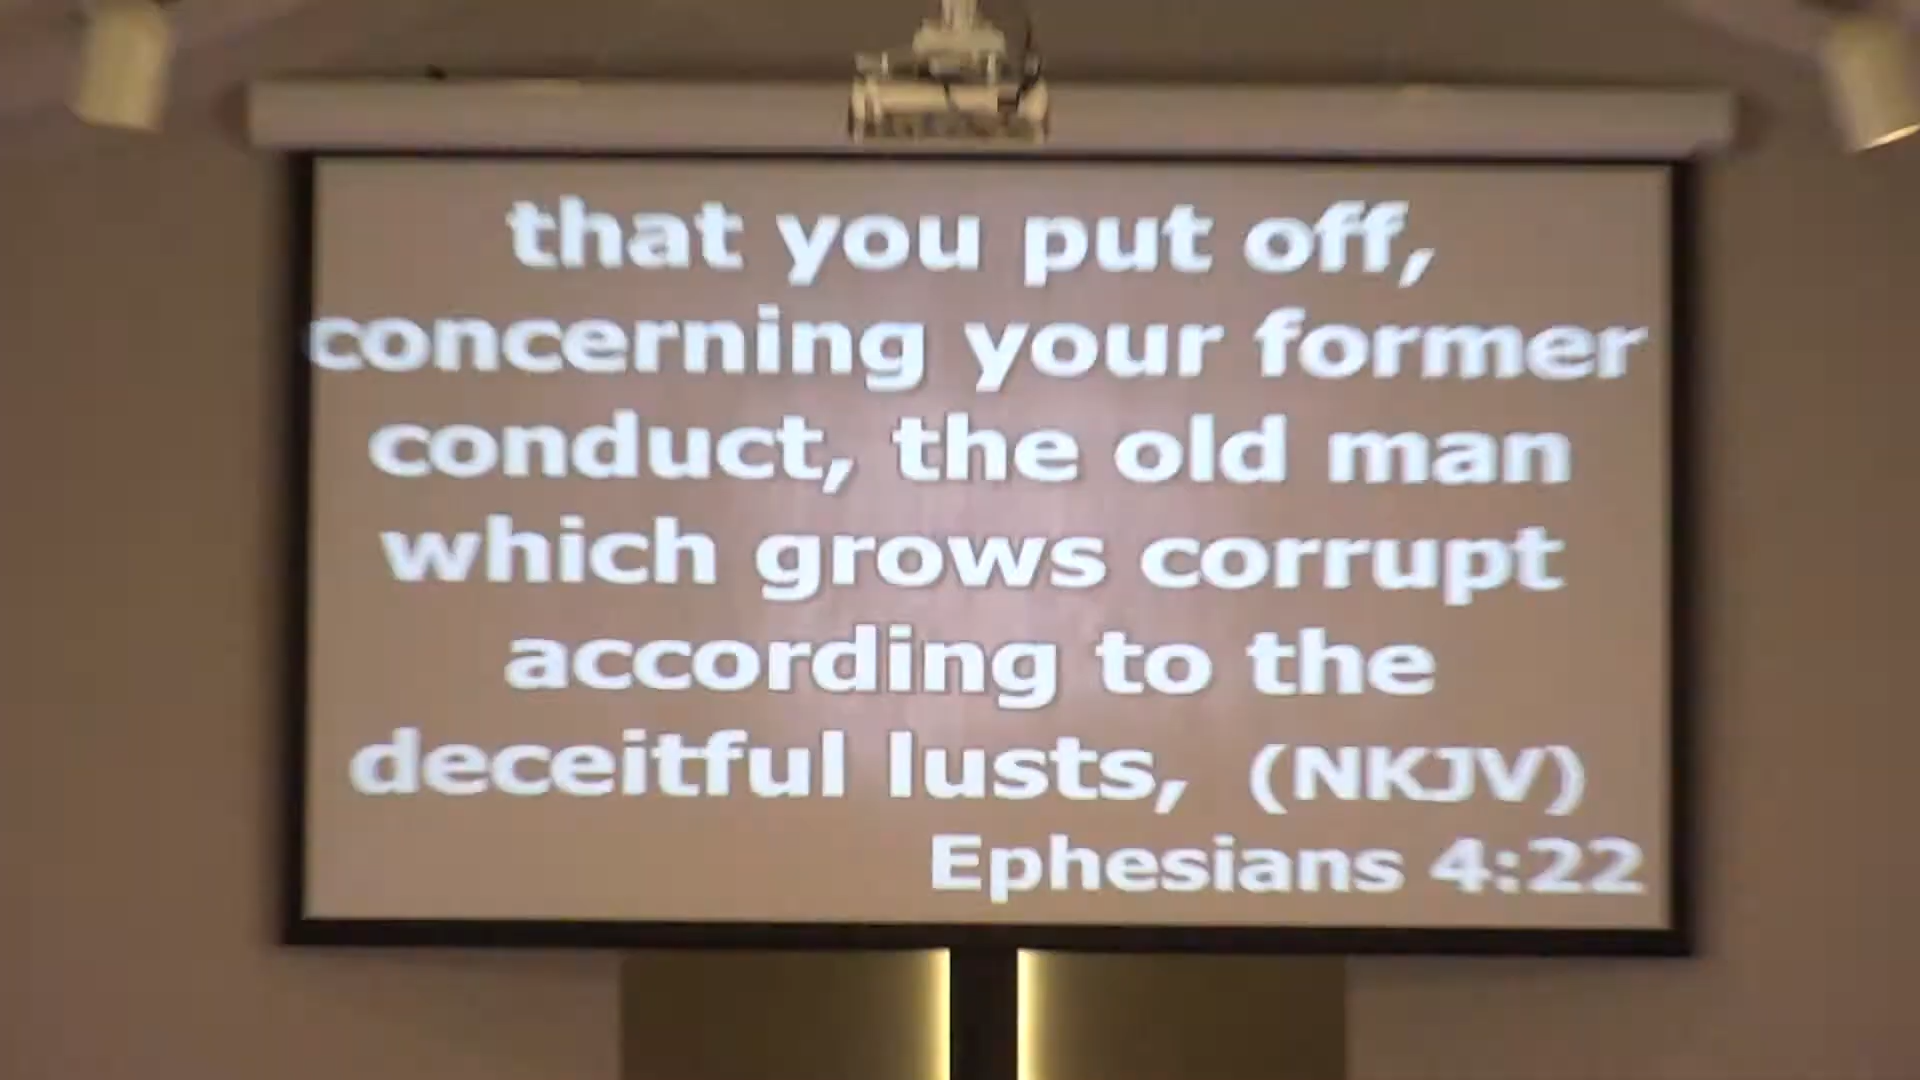 that you put off,
concerning your former
conduct, the old man
which grows corrupt
according to the
deceitful lusts, (NKJV)
Ephesians 4:22